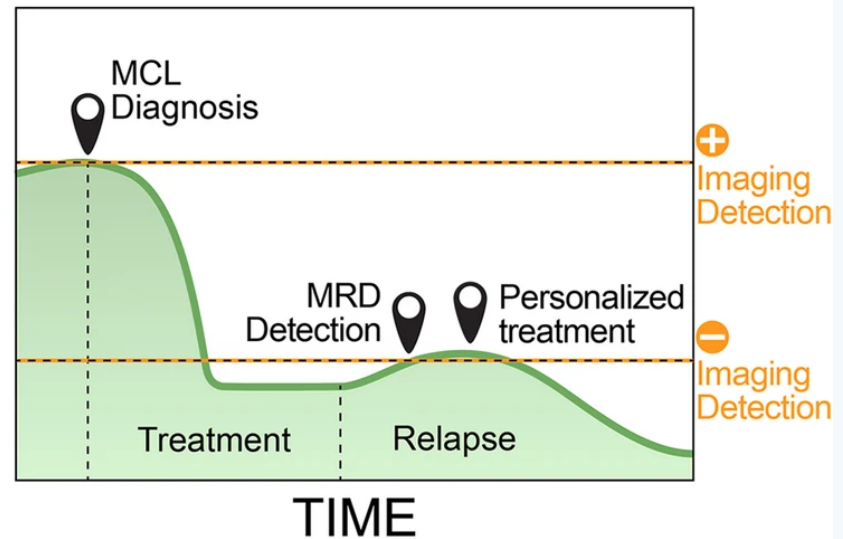 MCL
Diagnosis
+
Imaging
Detection
MRD
Detection
Personalized
treatment
−
Imaging
Detection
Treatment
Relapse
TIME